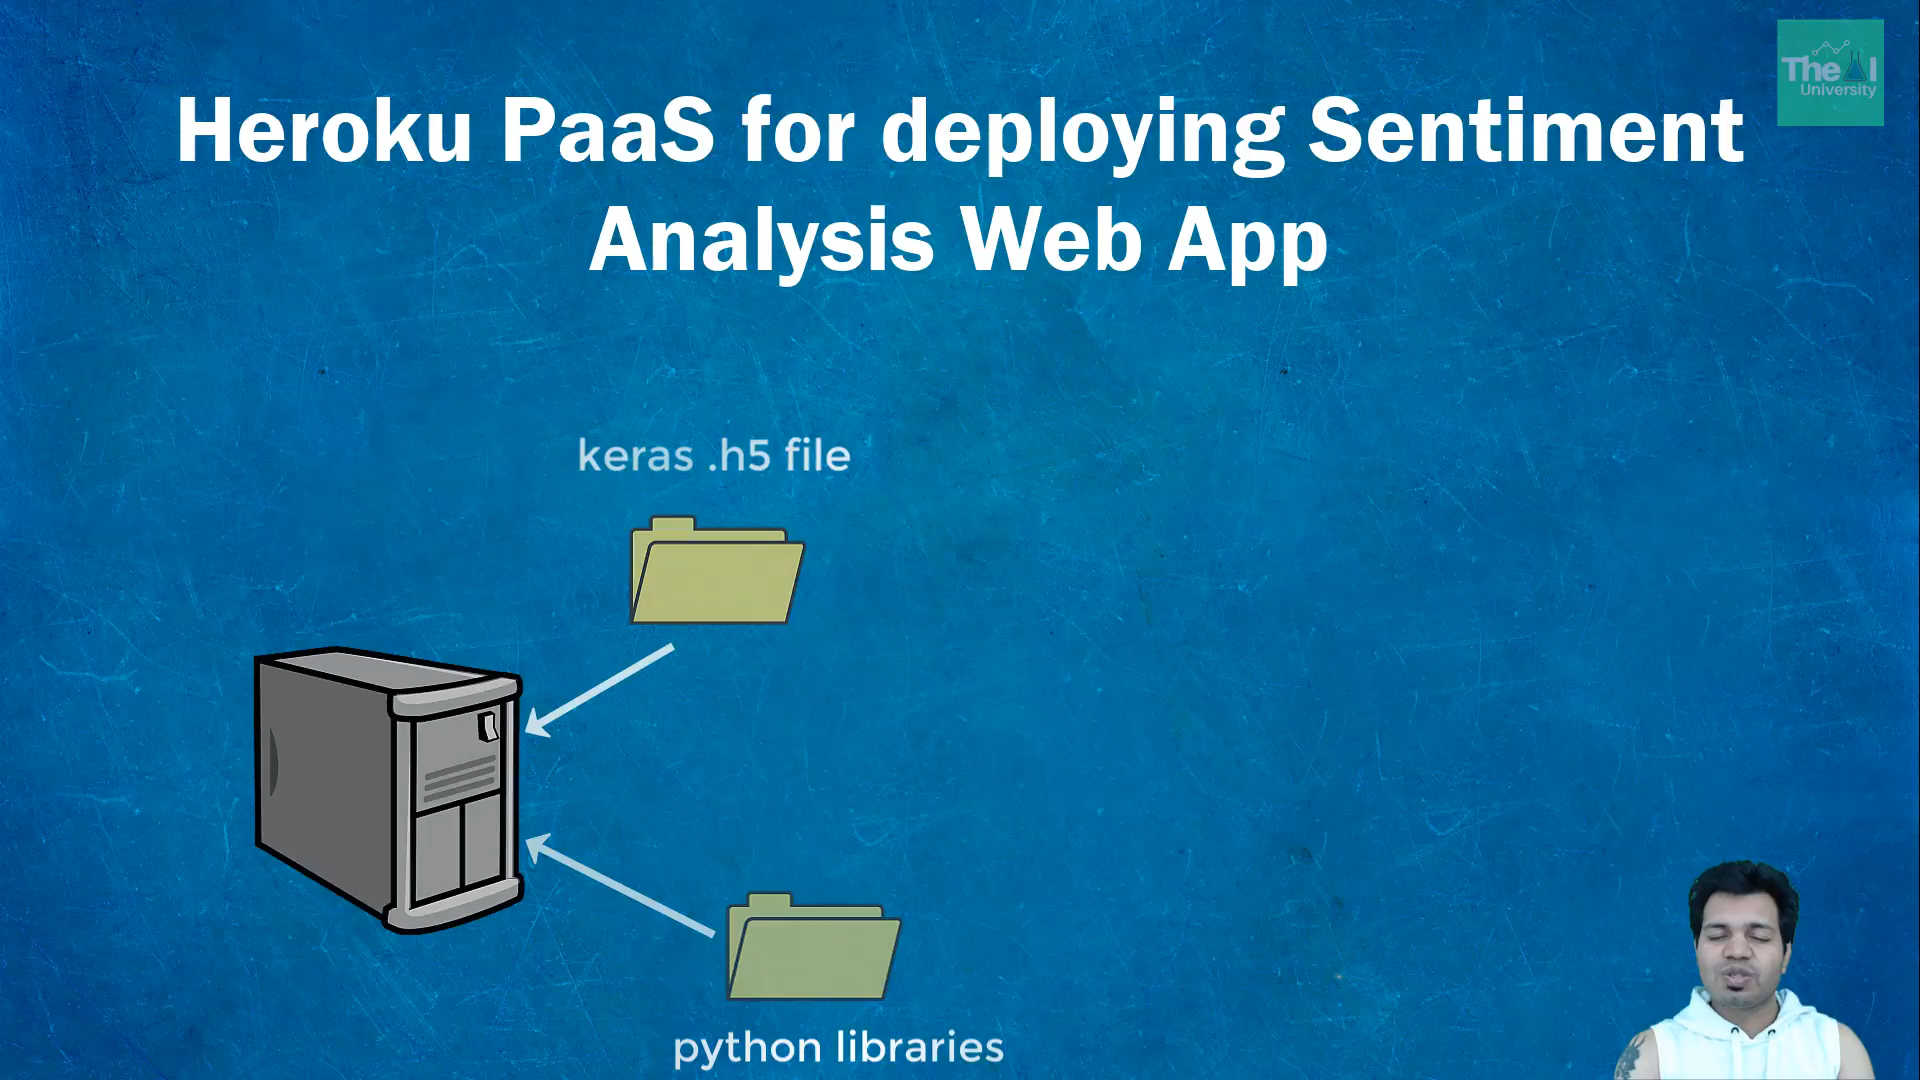 The AI
University
Heroku PaaS for deploying Sentiment
Analysis Web App
keras .h5 file
python libraries